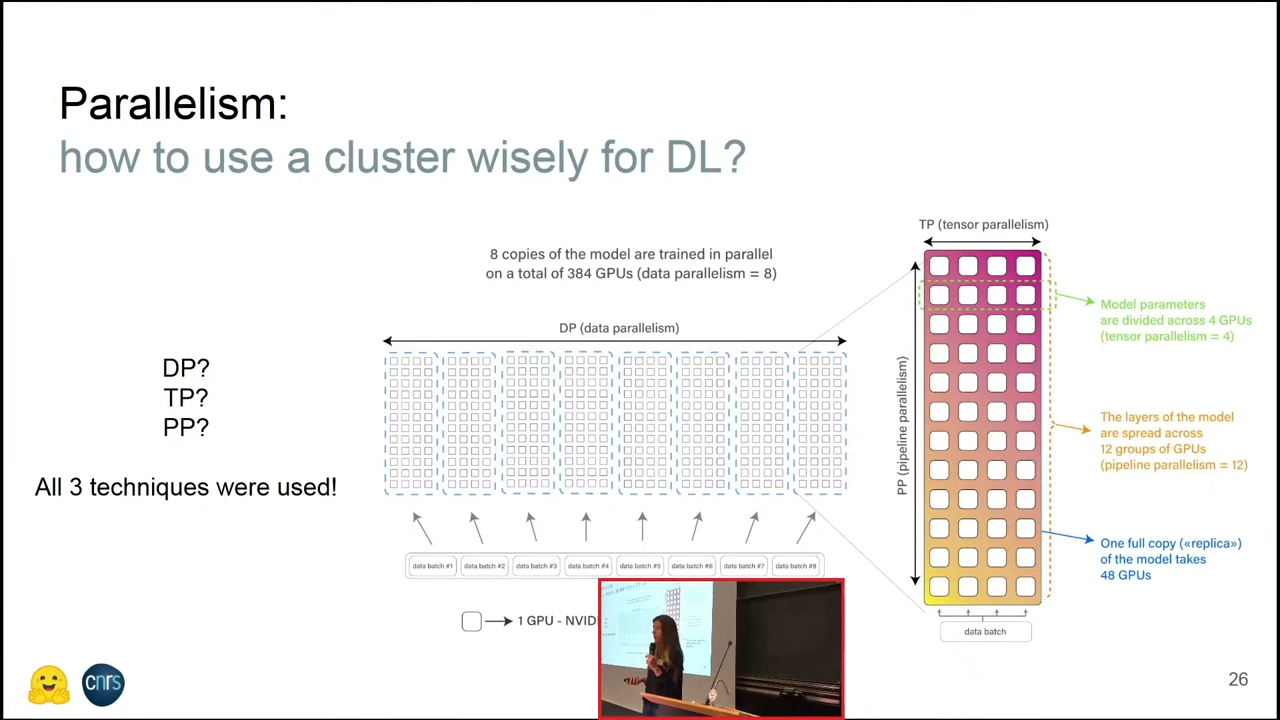 Parallelism:
how to use a cluster wisely for DL?
DP?
TP?
PP?
All 3 techniques were used!
8 copies of the model are trained in parallel
on a total of 384 GPUs (data parallelism = 8)
DP (data parallelism)
data batch #1
data batch #2
data batch #3
data batch #4
data batch #5
data batch #6
data batch #7
data batch #8
1 GPU - NVID
TP (tensor parallelism)
PP (pipeline parallelism)
Model parameters
are divided across 4 GPUs
(tensor parallelism = 4)
The layers of the model
are spread across
12 groups of GPUs
(pipeline parallelism = 12)
One full copy («replica»)
of the model takes
48 GPUs
data batch
cnrs
26